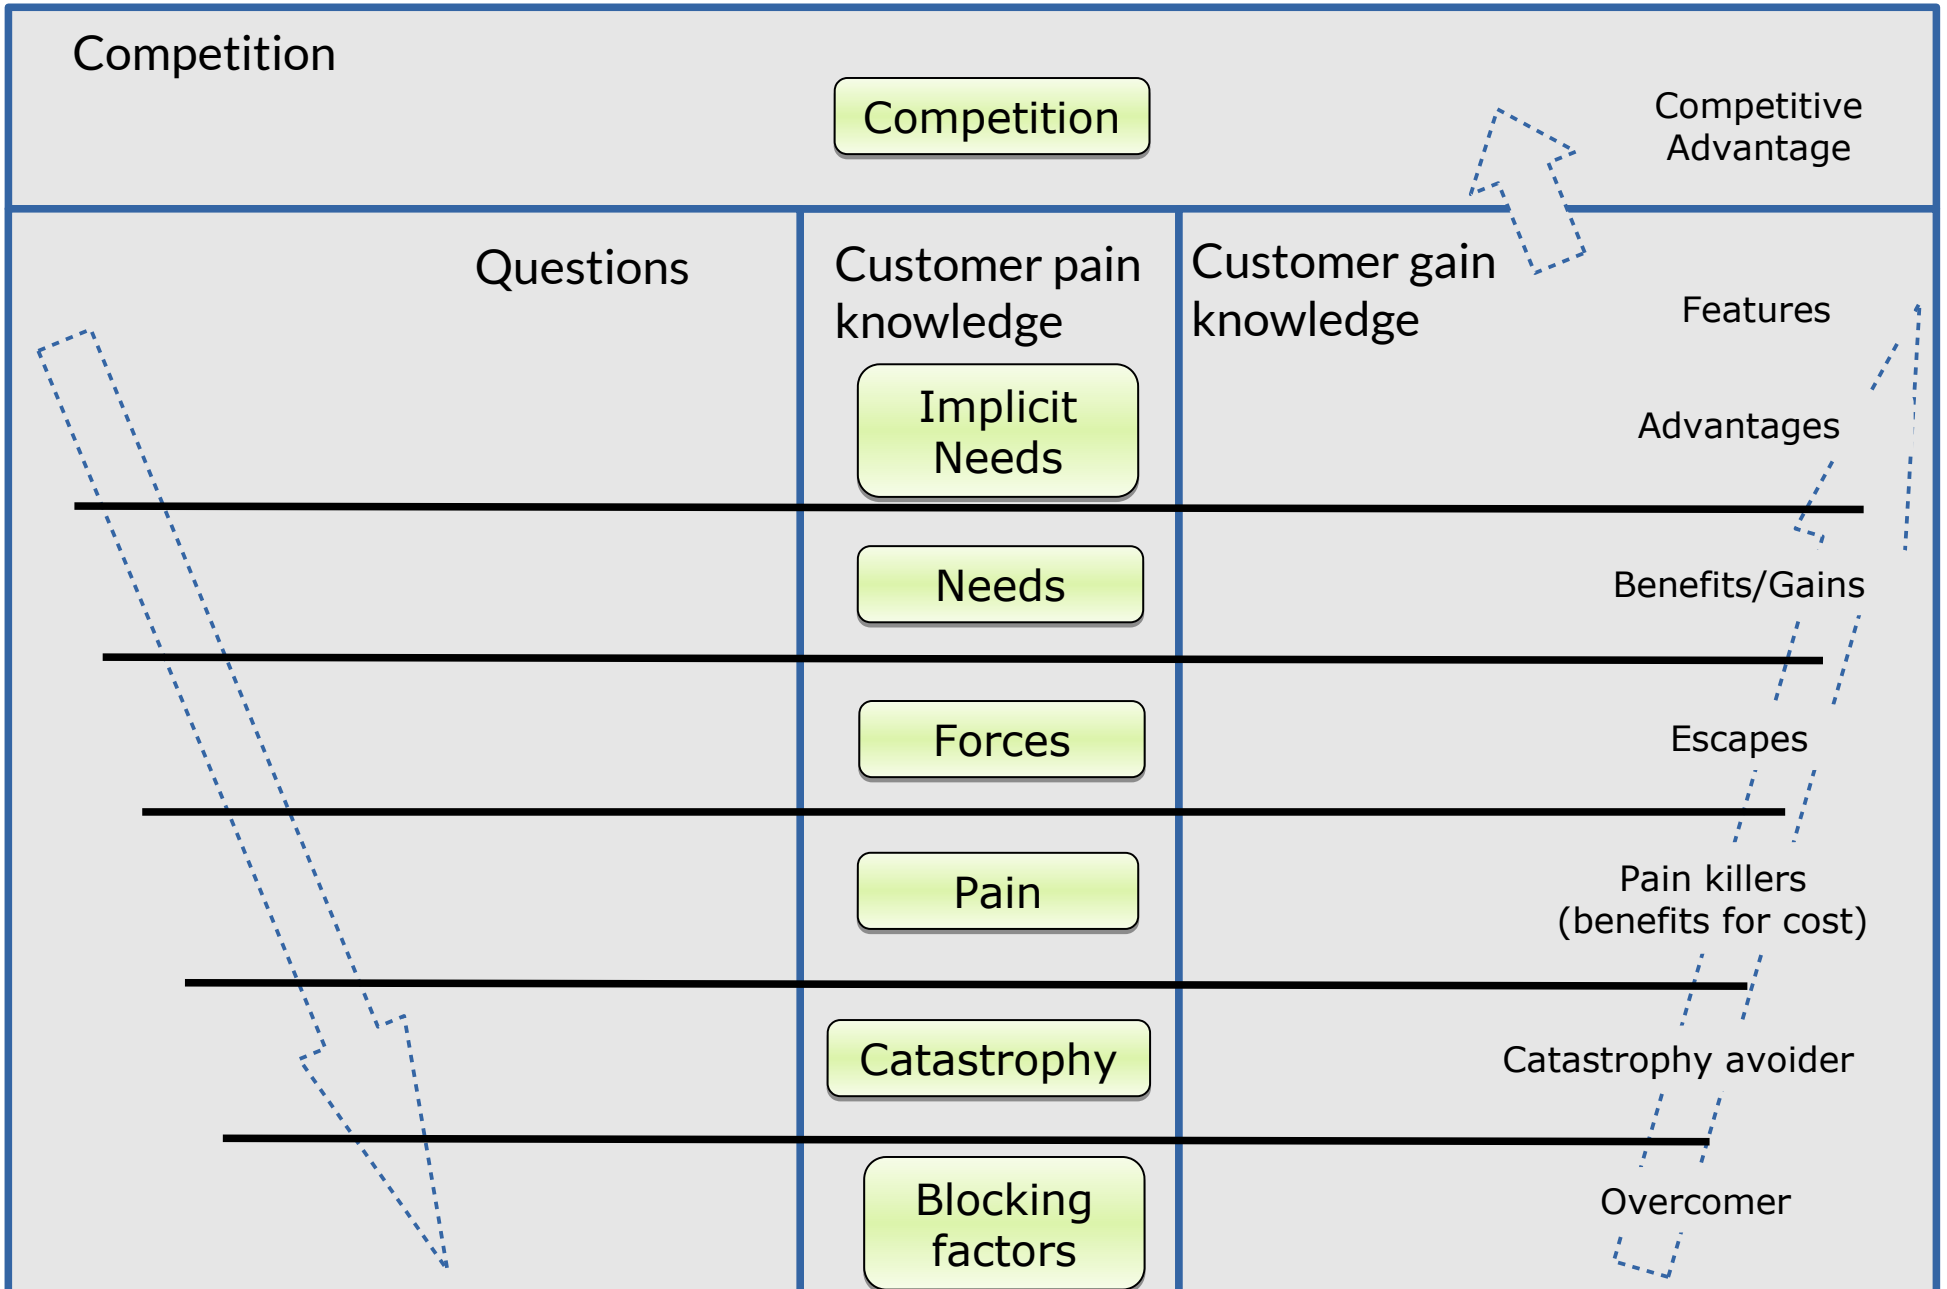 Competition
Competition
Competitive
Advantage
Questions
Customer pain
knowledge
Customer gain
knowledge
Features
Implicit
Needs
Advantages
Needs
Benefits/Gains
Forces
Escapes
Pain
Pain killers
(benefits for cost)
Catastrophy
Catastrophy avoider
Blocking
factors
Overcomer